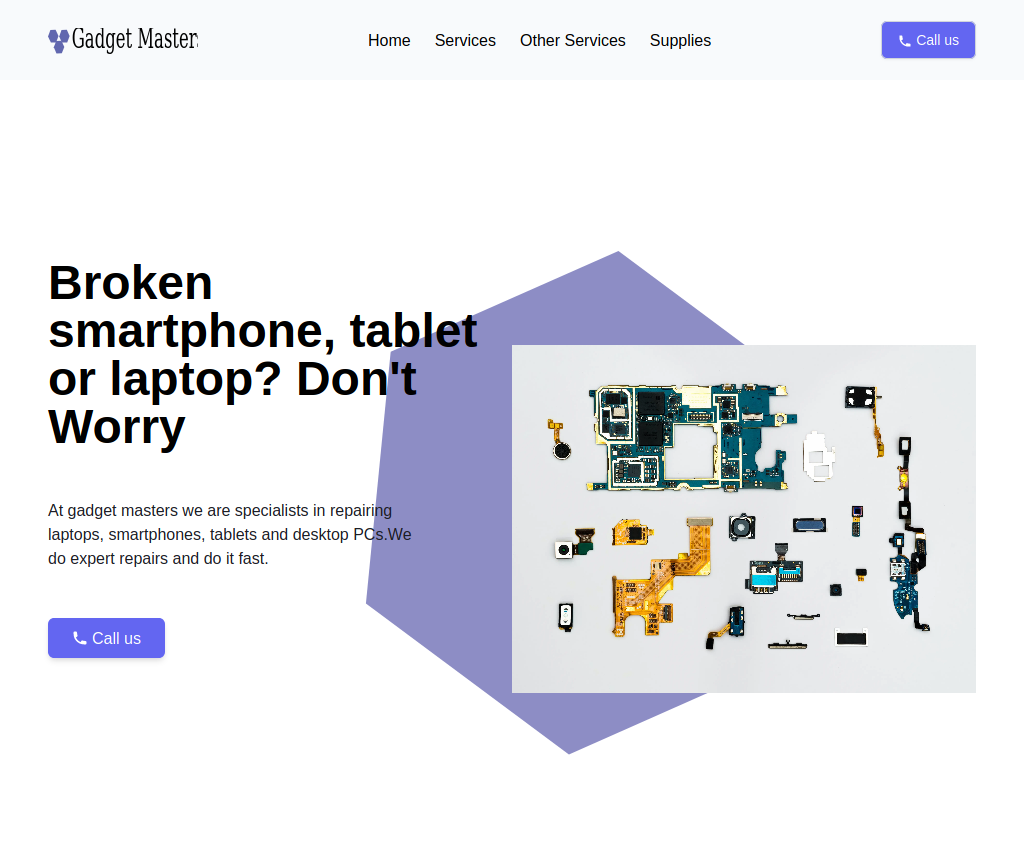 Gadget Masters
Home
Services
Other Services
Supplies
Call us
Broken
smartphone, tablet
or laptop? Don't
Worry
At gadget masters we are specialists in repairing
laptops, smartphones, tablets and desktop PCs.We
do expert repairs and do it fast.
Call us